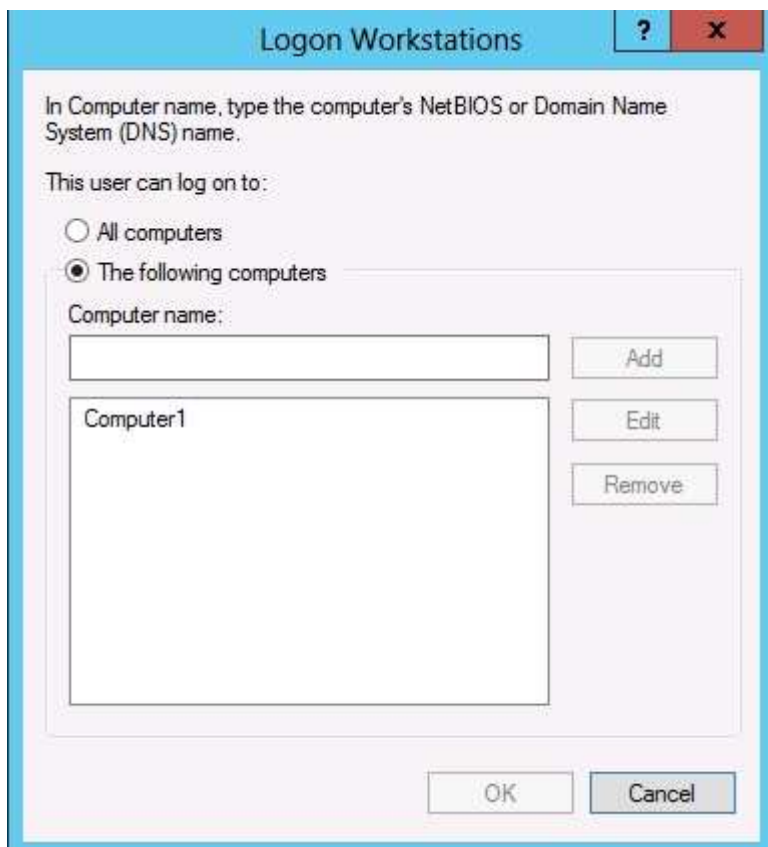 Logon Workstations
?
x
In Computer name, type the computer's NetBIOS or Domain Name
System (DNS) name.
This user can log on to:
All computers
The following computers
Computer name:
Add
Computer1
Edit
Remove
OK
Cancel